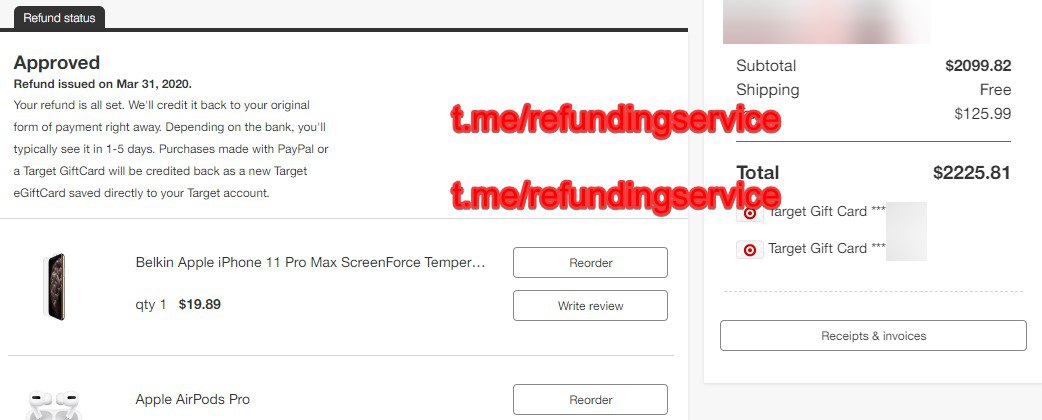 Refund status
Approved
Refund issued on Mar 31, 2020.
Your refund is all set. We'll credit it back to your original
form of payment right away. Depending on the bank, you'll
typically see it in 1-5 days. Purchases made with PayPal or
a Target GiftCard will be credited back as a new Target
eGiftCard saved directly to your Target account.
t.me/refundingservice
t.me/refundingservice
Belkin Apple iPhone 11 Pro Max ScreenForce Temper...
qty 1 $19.89
Reorder
Write review
Apple AirPods Pro
Reorder
Subtotal $2099.82
Shipping Free
$125.99
Total $2225.81
Target Gift Card ***
Target Gift Card ***
Receipts & invoices